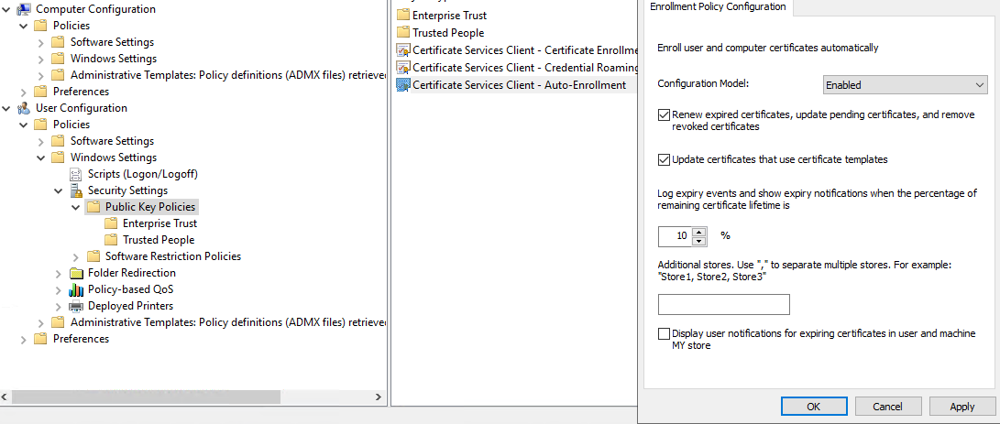 Computer Configuration
Policies
Software Settings
Windows Settings
Administrative Templates: Policy definitions (ADMX files) retrieve
Preferences
User Configuration
Policies
Software Settings
Windows Settings
Scripts (Logon/Logoff)
Security Settings
Public Key Policies
Enterprise Trust
Trusted People
Software Restriction Policies
Folder Redirection
Policy-based QoS
Deployed Printers
Administrative Templates: Policy definitions (ADMX files) retrieve
Preferences
Enterprise Trust
Trusted People
Certificate Services Client - Certificate Enrollme
Certificate Services Client - Credential Roaming
Certificate Services Client - Auto-Enrollment
Enrollment Policy Configuration
Enroll user and computer certificates automatically
Configuration Model: Enabled
Renew expired certificates, update pending certificates, and remove
revoked certificates
Update certificates that use certificate templates
Log expiry events and show expiry notifications when the percentage of
remaining certificate lifetime is
10 %
Additional stores. Use "," to separate multiple stores. For example:
"Store1, Store2, Store3"
Display user notifications for expiring certificates in user and machine
MY store
OK Cancel Apply